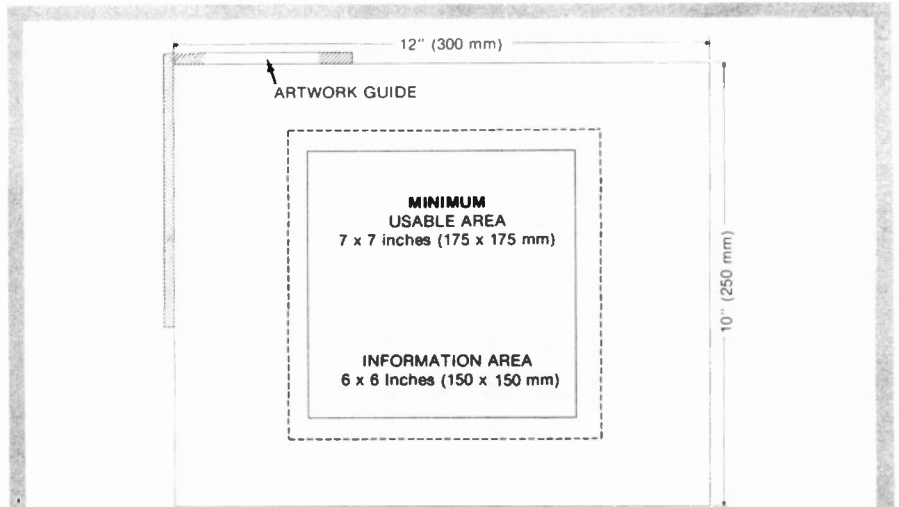 12" (300 mm)
ARTWORK GUIDE
MINIMUM
USABLE AREA
7 x 7 inches (175 x 175 mm)
10" (250 mm)
INFORMATION AREA
6 x 6 Inches (150 x 150 mm)